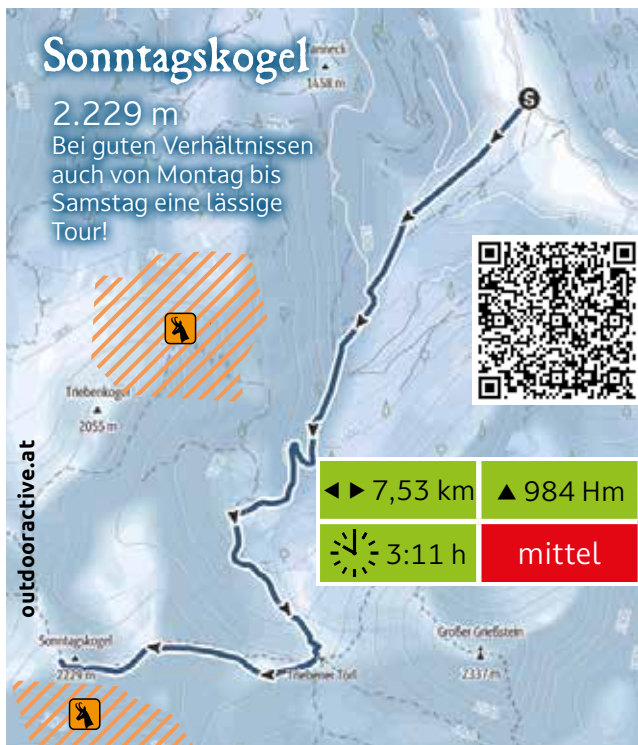 Sonntagskogel
anneck
1458 m
2.229 m
Bei guten Verhältnissen
auch von Montag bis
Samstag eine lässige
Tour!
S
Triebenkogel
2055 m
outdooractive.at
◄ ► 7,53 km
▲ 984 Hm
3:11 h
mittel
Sonntagskogel
2229 m
Triebener Törl
Großer Grießstein
2337 m